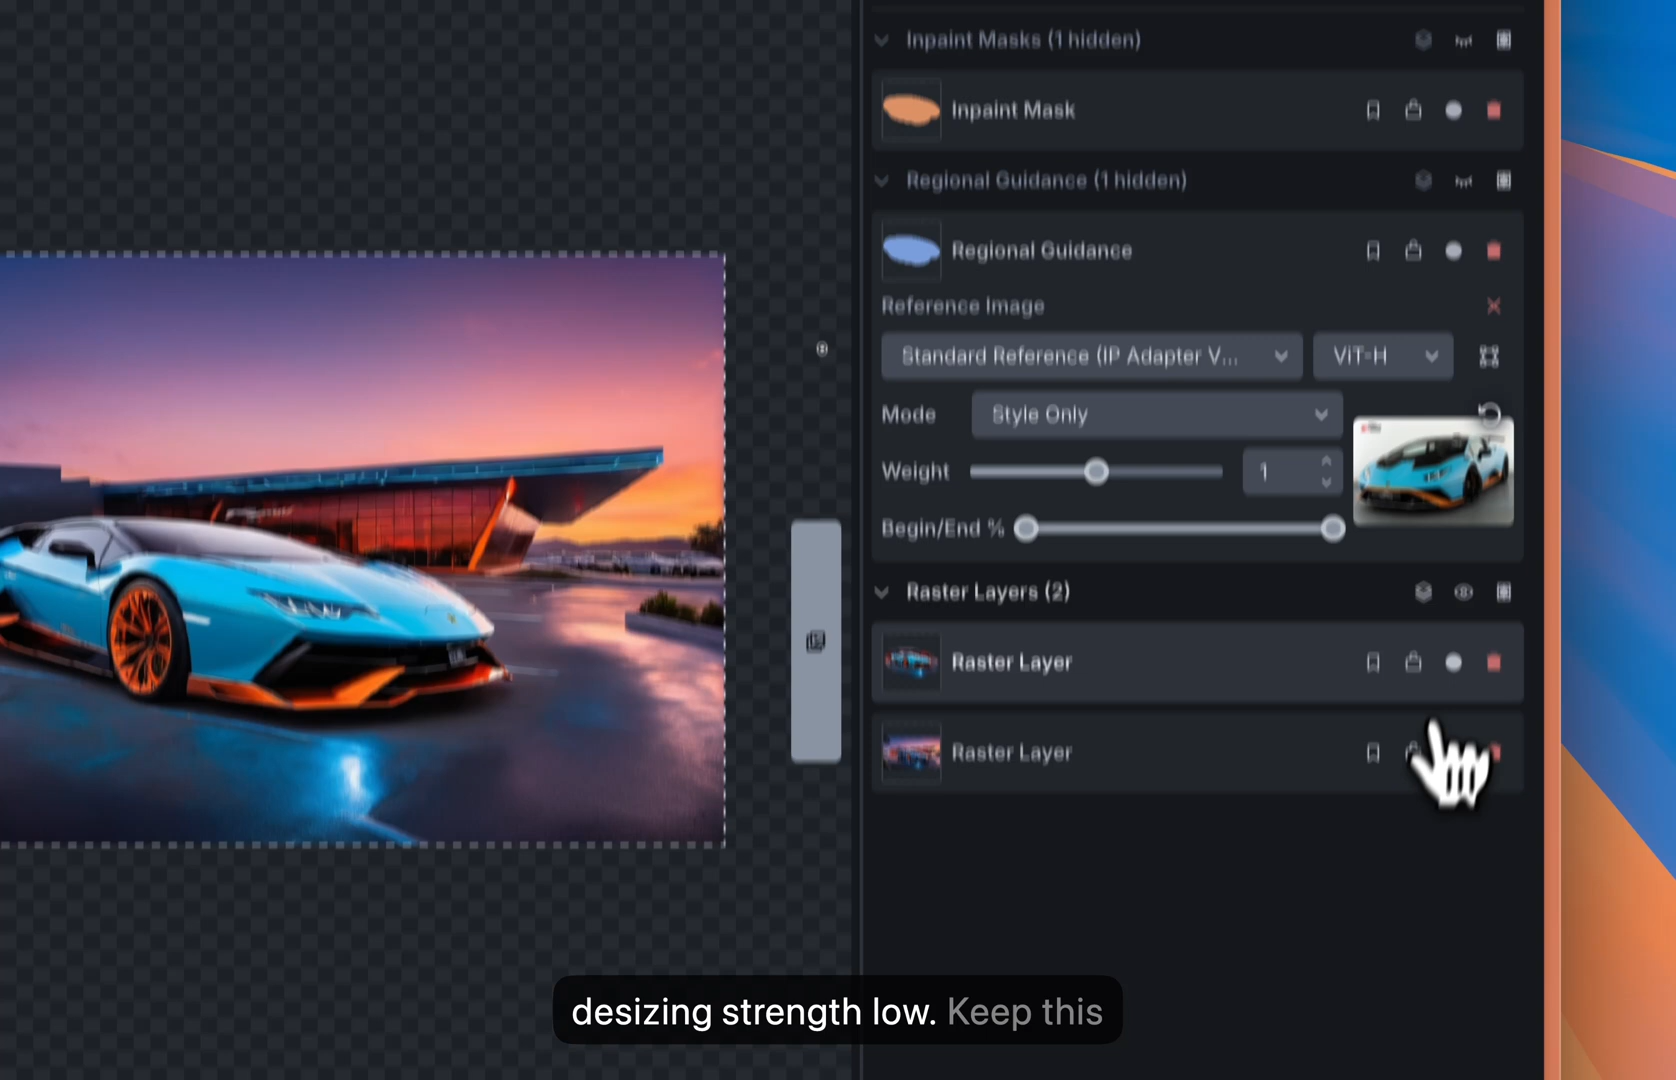 Inpaint Masks (1 hidden)
Inpaint Mask
Regional Guidance (1 hidden)
Regional Guidance
Reference Image
Standard Reference (IP Adapter V... ViT-H
Mode Style Only
Weight 1
Begin/End %
Raster Layers (2)
Raster Layer
Raster Layer
desizing strength low. Keep this